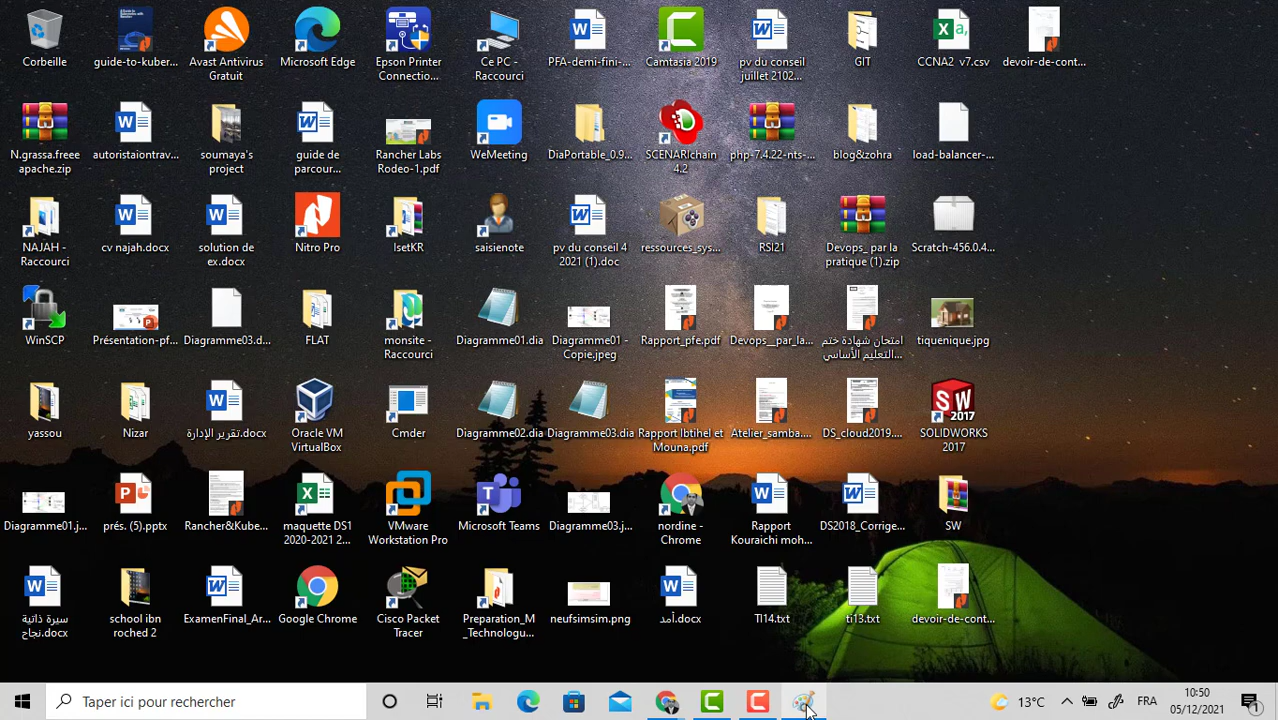 Corbeille
guide-to-kuber...
Avast Antivirus
Gratuit
Microsoft Edge
Epson Printer
Connectio...
Ce PC -
Raccourci
PFA-demi-fini-...
Camtasia 2019
pv du conseil
juillet 2102...
GIT
CCNA2 v7.csv
devoir-de-cont...
N.grassa.freee
apache.zip
autoristaiontrav...
soumaya's
project
guide de
parcour...
Rancher Labs
Rodeo-1.pdf
WeMeeting
DiaPortable_0.9...
SCENARIchain
4.2
php-7.4.22-nts-...
blog&zohra
load-balancer-...
NAJAH -
Raccourci
cv najah.docx
solution de
ex.docx
Nitro Pro
IsetKR
saisienote
pv du conseil 4
2021 (1).doc
ressources_sys...
RSI21
Devops_ par la
pratique (1).zip
Scratch-456.0.4...
WinSCP
Présentation-pf...
Diagramme03.d...
FLAT
monsite -
Raccourci
Diagramme01.dia
Diagramme01 -
Copie.jpeg
Rapport_pfe.pdf
Devops__par_la...
امتحان شهادة ختم
التعليم الأساسي...
tiquenique.jpg
yassou
Nizar
تقرير الإدارة.docx
Oracle VM
VirtualBox
Cmder
Diagramme02.dia
Diagramme03.dia
Rapport Ibtihel et
Mouna.pdf
Atelier_samba....
DS_cloud2019....
SW
2017
SOLIDWORKS
2017
Diagramme01.j...
prés. (5).pptx
Rancher&Kube...
maquette DS1
2020-2021 2...
VMware
Workstation Pro
Microsoft Teams
Diagramme03.j...
nordine -
Chrome
Rapport
Kouraichi moh...
DS2018_Corrige...
SW
سيرة ذاتية
نجاح.docx
school ibn
roched 2
ExamenFinal_Ar...
Google Chrome
Cisco Packet
Tracer
Preparation_M
_Technologu...
neufsimsim.png
آمد.docx
TI14.txt
ti13.txt
devoir-de-cont...
Taper ici pour rechercher
13°C
FRA
10:30
05/12/2021
1